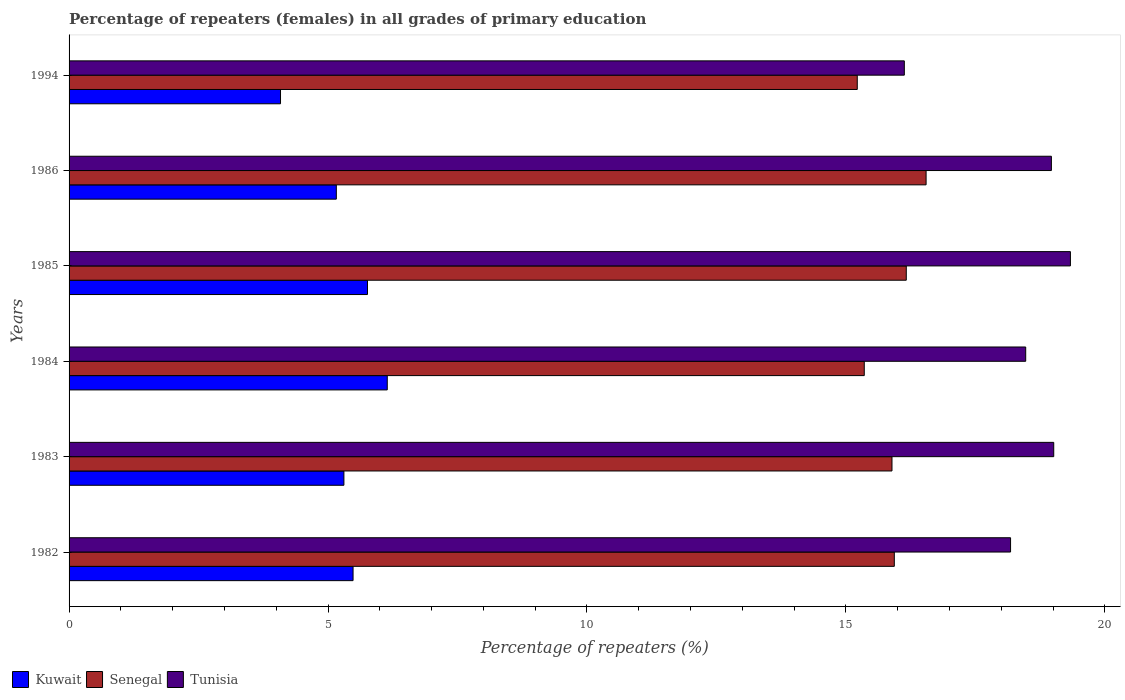 Percentage of repeaters (females) in all grades of primary education
1994
1986
1985
1984
1983
1982
Years
0
5
10
15
20
Percentage of repeaters (%)
Kuwait
Senegal
Tunisia